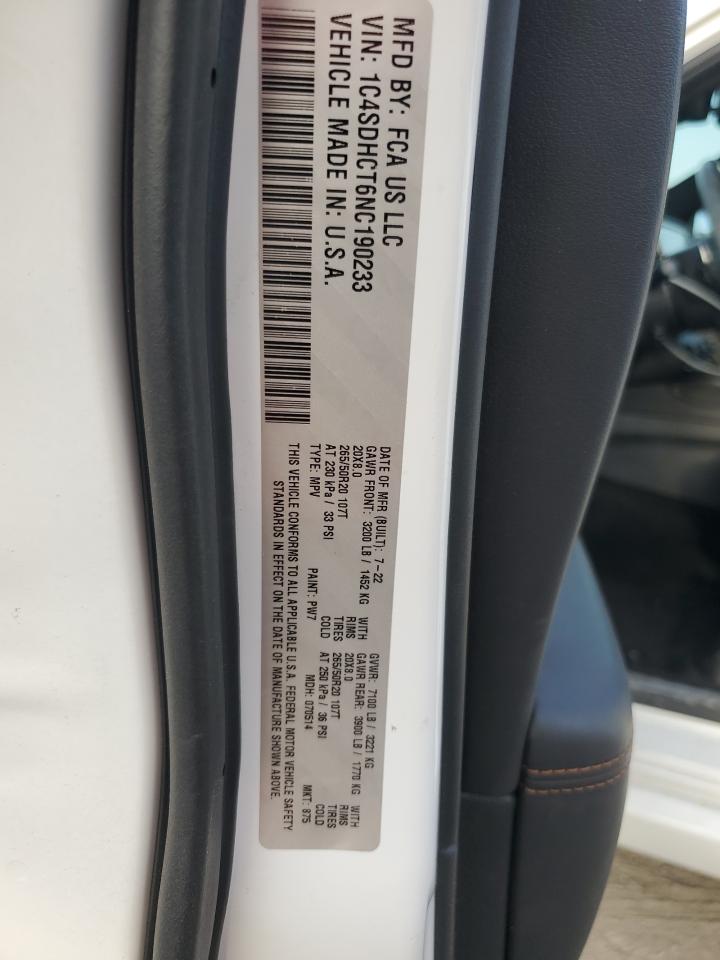 MFD BY: FCA US LLC
VIN: 1C4SDHCT6NC190233
VEHICLE MADE IN: U.S.A.
DATE OF MFR (BUILT): 7-22 GVWR: 7100 LB / 3221 KG
GAWR FRONT: 3200 LB / 1452 KG WITH GAWR REAR: 3900 LB / 1770 KG WITH
20X8.0 RIMS 20X8.0 RIMS
265/50R20 107T TIRES 265/50R20 107T TIRES
AT 230 kPa / 33 PSI COLD AT 250 kPa / 36 PSI COLD
TYPE: MPV PAINT: PW7 MDH: 070514 MKT: 875
THIS VEHICLE CONFORMS TO ALL APPLICABLE U.S.A. FEDERAL MOTOR VEHICLE SAFETY
STANDARDS IN EFFECT ON THE DATE OF MANUFACTURE SHOWN ABOVE.